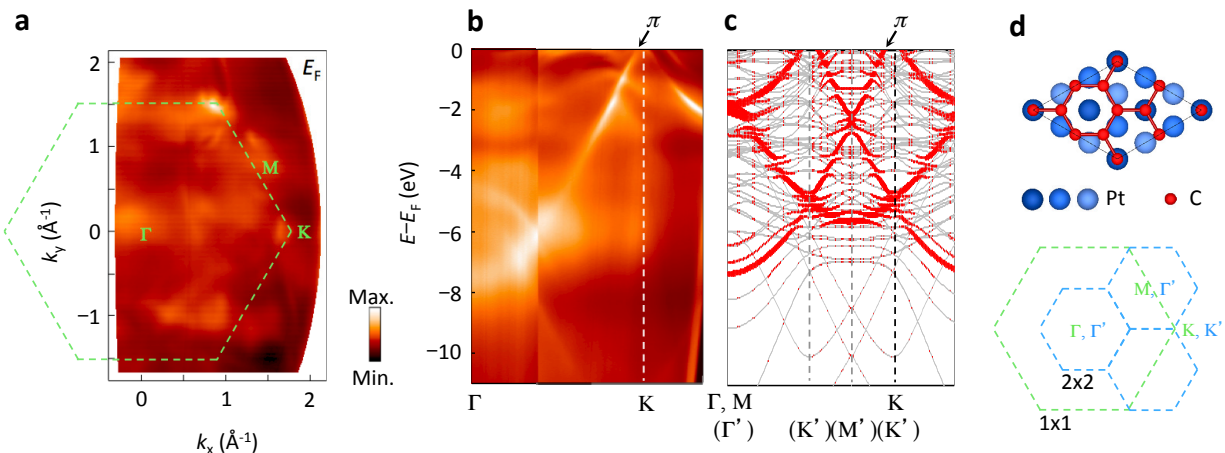 a
E_F
2
1
0
−1
k_y (Å⁻¹)
M
Γ
K
0
1
2
k_x (Å⁻¹)
Max.
Min.
b
π
0
−2
−4
−6
−8
−10
E−E_F (eV)
Γ
K
c
π
Γ, M
(Γ')
(K')
(M')
K
(K')
d
Pt
C
M, Γ'
Γ, Γ'
K, K'
2x2
1x1